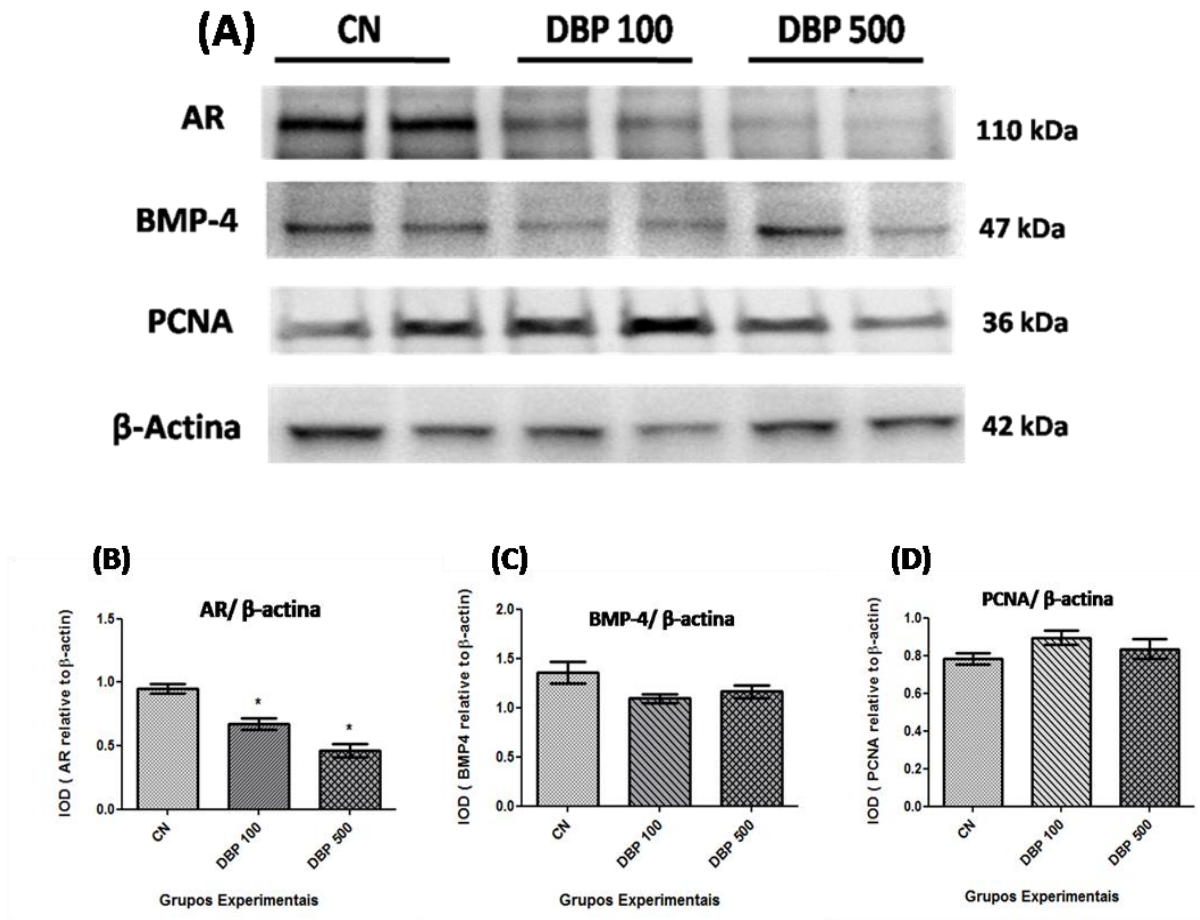 (A) CN DBP 100 DBP 500
AR 110 kDa
BMP-4 47 kDa
PCNA 36 kDa
β-Actina 42 kDa
(B)
AR/ β-actina
IOD ( AR relative to β-actin)
1.5
1.0
0.5
0.0
*
*
CN DBP 100 DBP 500
Grupos Experimentais
(C)
BMP-4/ β-actina
IOD ( BMP4 relative to β-actin)
2.0
1.5
1.0
0.5
0.0
CN DBP 100 DBP 500
Grupos Experimentais
(D)
PCNA/ β-actina
IOD ( PCNA relative to β-actin)
1.0
0.8
0.6
0.4
0.2
0.0
CN DBP 100 DBP 500
Grupos Experimentais